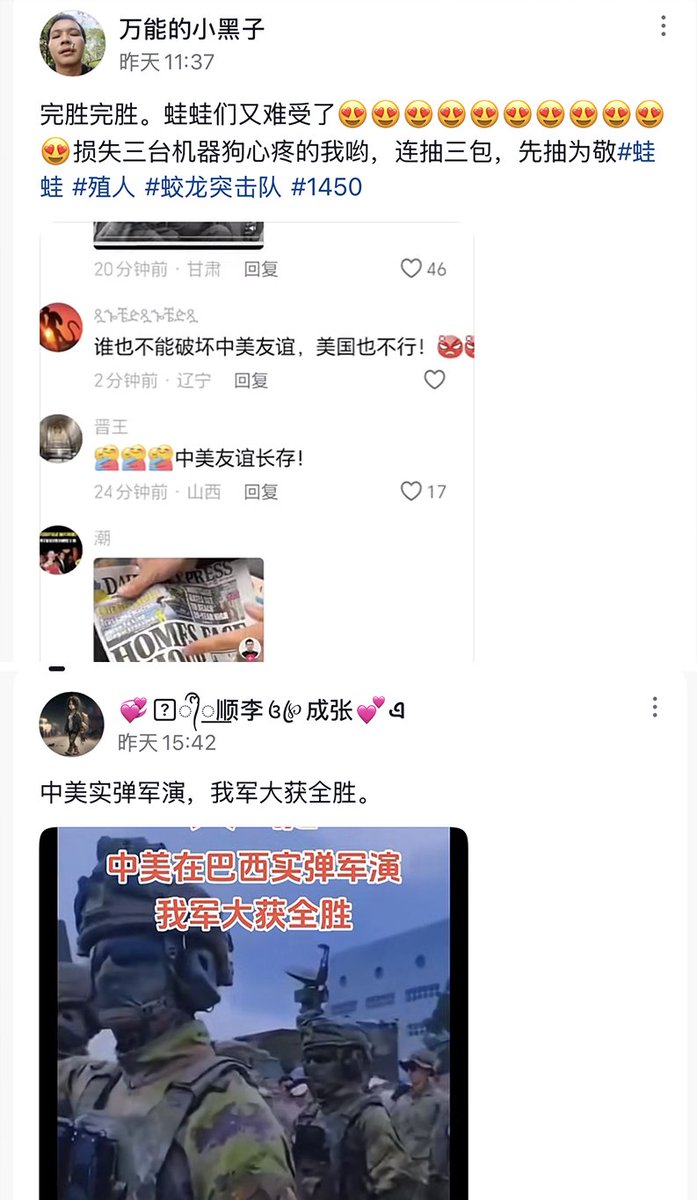 万能的小黑子
昨天 11:37
完胜完胜。蛙蛙们又难受了😍😍😍😍😍😍😍😍😍😍
😍损失三台机器狗心疼的我哟，连抽三包，先抽为敬#蛙
蛙 #殖人 #蛟龙突击队 #1450
20分钟前 · 甘肃 回复 46
谁也不能破坏中美友谊，美国也不行！
2分钟前 · 辽宁 回复
晋王
中美友谊长存！
24分钟前 · 山西 回复 17
潮
HOMES FACE
顺李 成张
昨天 15:42
中美实弹军演，我军大获全胜。
中美在巴西实弹军演
我军大获全胜